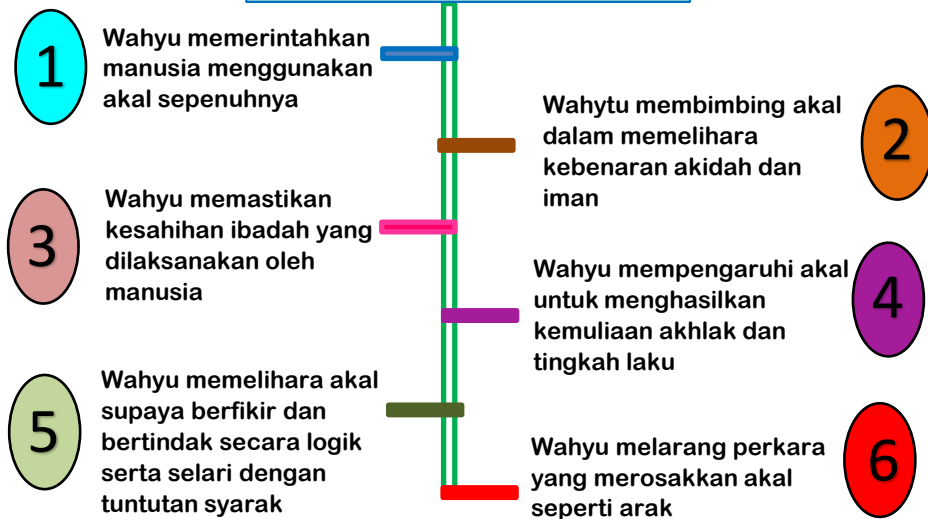 1
Wahyu memerintahkan
manusia menggunakan
akal sepenuhnya
2
Wahytu membimbing akal
dalam memelihara
kebenaran akidah dan
iman
3
Wahyu memastikan
kesahihan ibadah yang
dilaksanakan oleh
manusia
4
Wahyu mempengaruhi akal
untuk menghasilkan
kemuliaan akhlak dan
tingkah laku
5
Wahyu memelihara akal
supaya berfikir dan
bertindak secara logik
serta selari dengan
tuntutan syarak
6
Wahyu melarang perkara
yang merosakkan akal
seperti arak